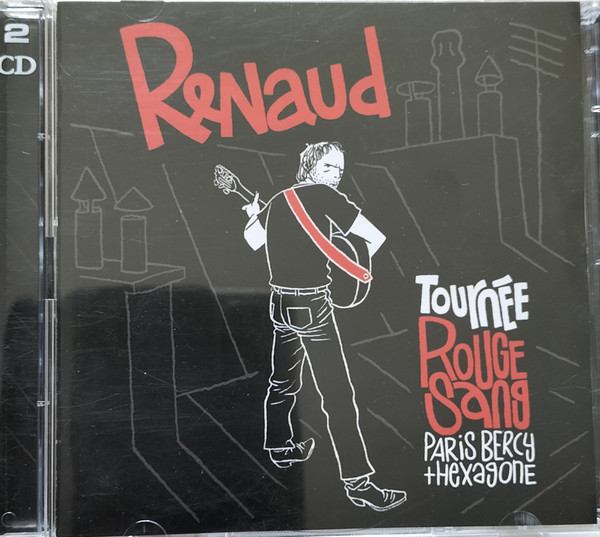 2
CD
Renaud
Tournée
Rouge
Sang
Paris Bercy
+Hexagone